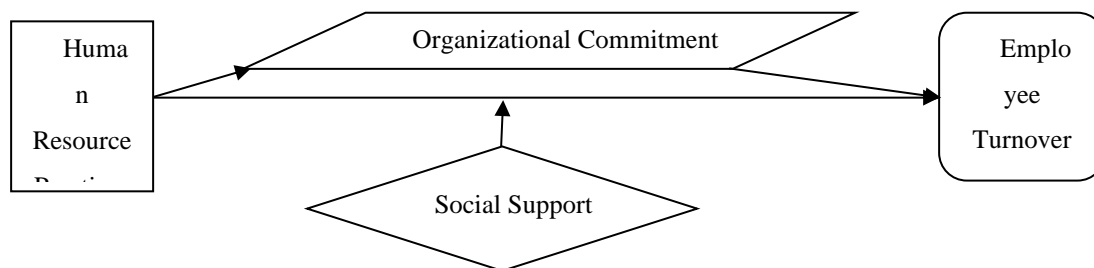 Huma
n
Resource
Organizational Commitment
Social Support
Emplo
yee
Turnover